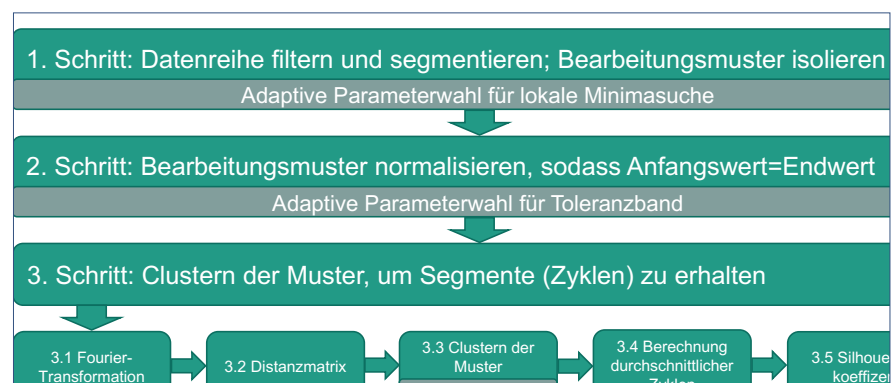 1. Schritt: Datenreihe filtern und segmentieren; Bearbeitungsmuster isolieren
Adaptive Parameterwahl für lokale Minimasuche
2. Schritt: Bearbeitungsmuster normalisieren, sodass Anfangswert=Endwert
Adaptive Parameterwahl für Toleranzband
3. Schritt: Clustern der Muster, um Segmente (Zyklen) zu erhalten
3.1 Fourier-
Transformation
3.2 Distanzmatrix
3.3 Clustern der
Muster
3.4 Berechnung
durchschnittlicher
Zyklen
3.5